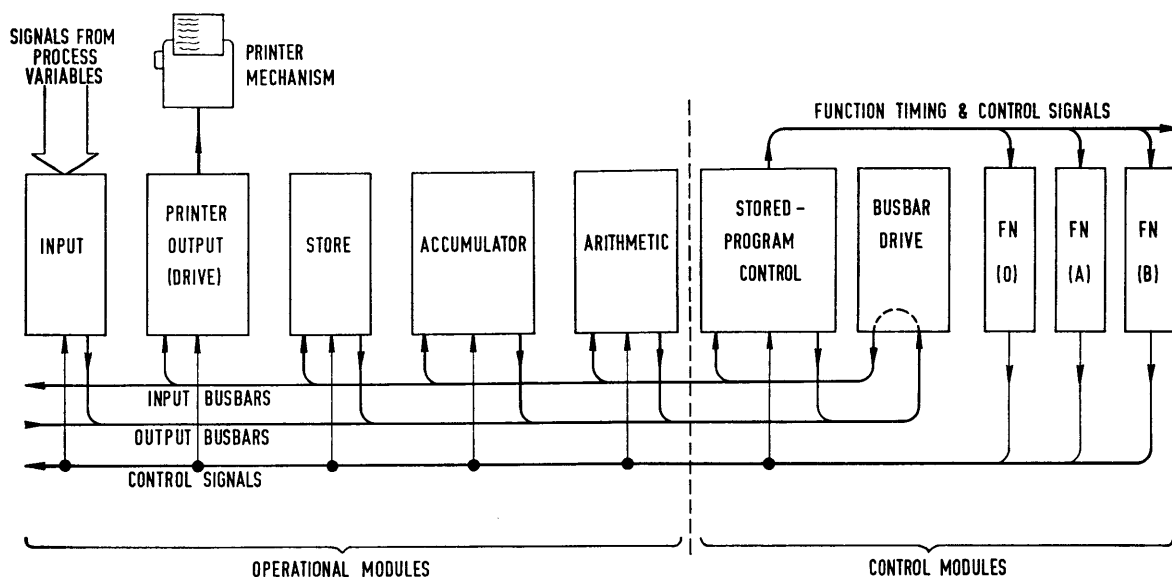 SIGNALS FROM
PROCESS
VARIABLES
PRINTER
MECHANISM
FUNCTION TIMING & CONTROL SIGNALS
INPUT
PRINTER
OUTPUT
(DRIVE)
STORE
ACCUMULATOR
ARITHMETIC
STORED-
PROGRAM
CONTROL
BUSBAR
DRIVE
FN
(O)
FN
(A)
FN
(B)
INPUT BUSBARS
OUTPUT BUSBARS
CONTROL SIGNALS
OPERATIONAL MODULES
CONTROL MODULES